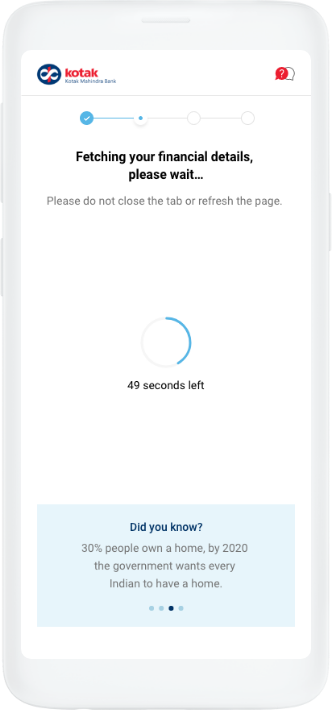 kotak
Kotak Mahindra Bank
?
Fetching your financial details,
please wait...
Please do not close the tab or refresh the page.
49 seconds left
Did you know?
30% people own a home, by 2020
the government wants every
Indian to have a home.